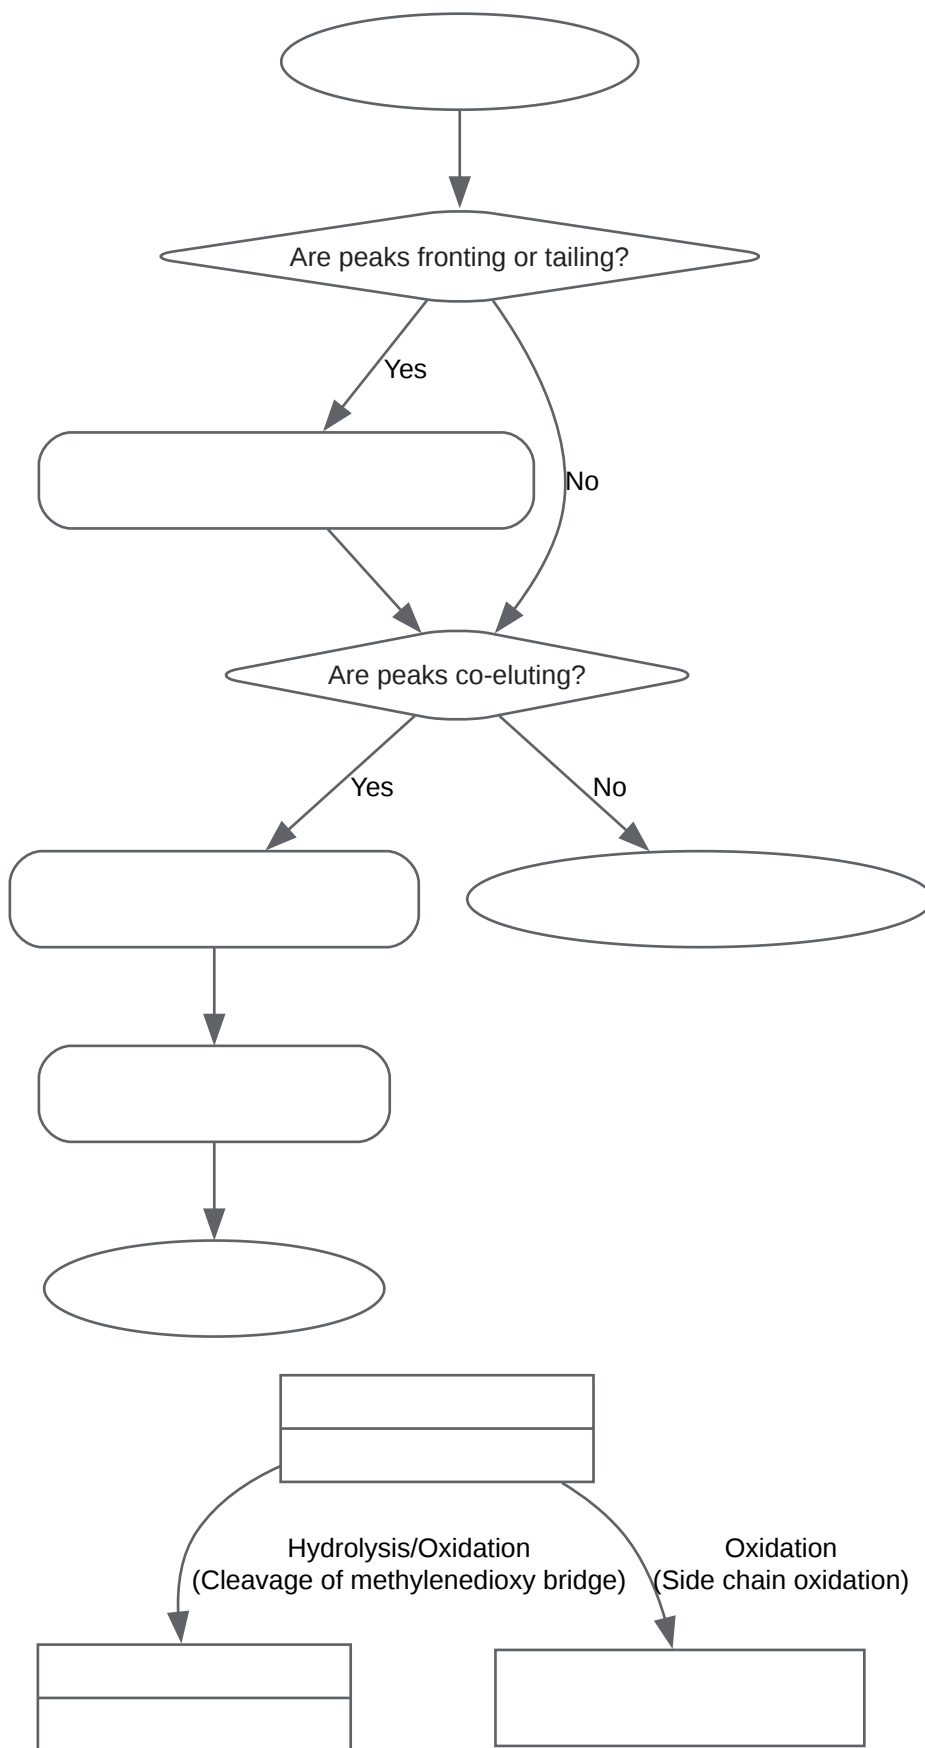 Are peaks fronting or tailing?
Yes
No
Are peaks co-eluting?
Yes
No
Hydrolysis/Oxidation
(Cleavage of methylenedioxy bridge)
Oxidation
(Side chain oxidation)